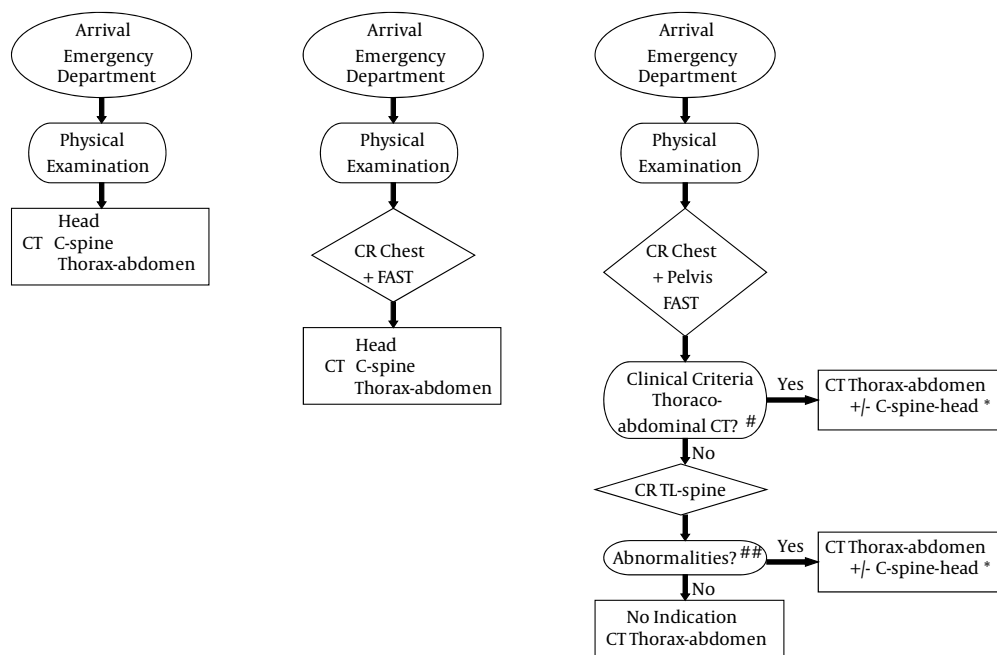 Arrival
Emergency
Department
Physical
Examination
Head
CT C-spine
Thorax-abdomen
Arrival
Emergency
Department
Physical
Examination
CR Chest
+ FAST
Head
CT C-spine
Thorax-abdomen
Arrival
Emergency
Department
Physical
Examination
CR Chest
+ Pelvis
FAST
Clinical Criteria
Thoraco-
abdominal CT? #
Yes
CT Thorax-abdomen
+/- C-spine-head *
No
CR TL-spine
Abnormalities? ##
Yes
CT Thorax-abdomen
+/- C-spine-head *
No
No Indication
CT Thorax-abdomen